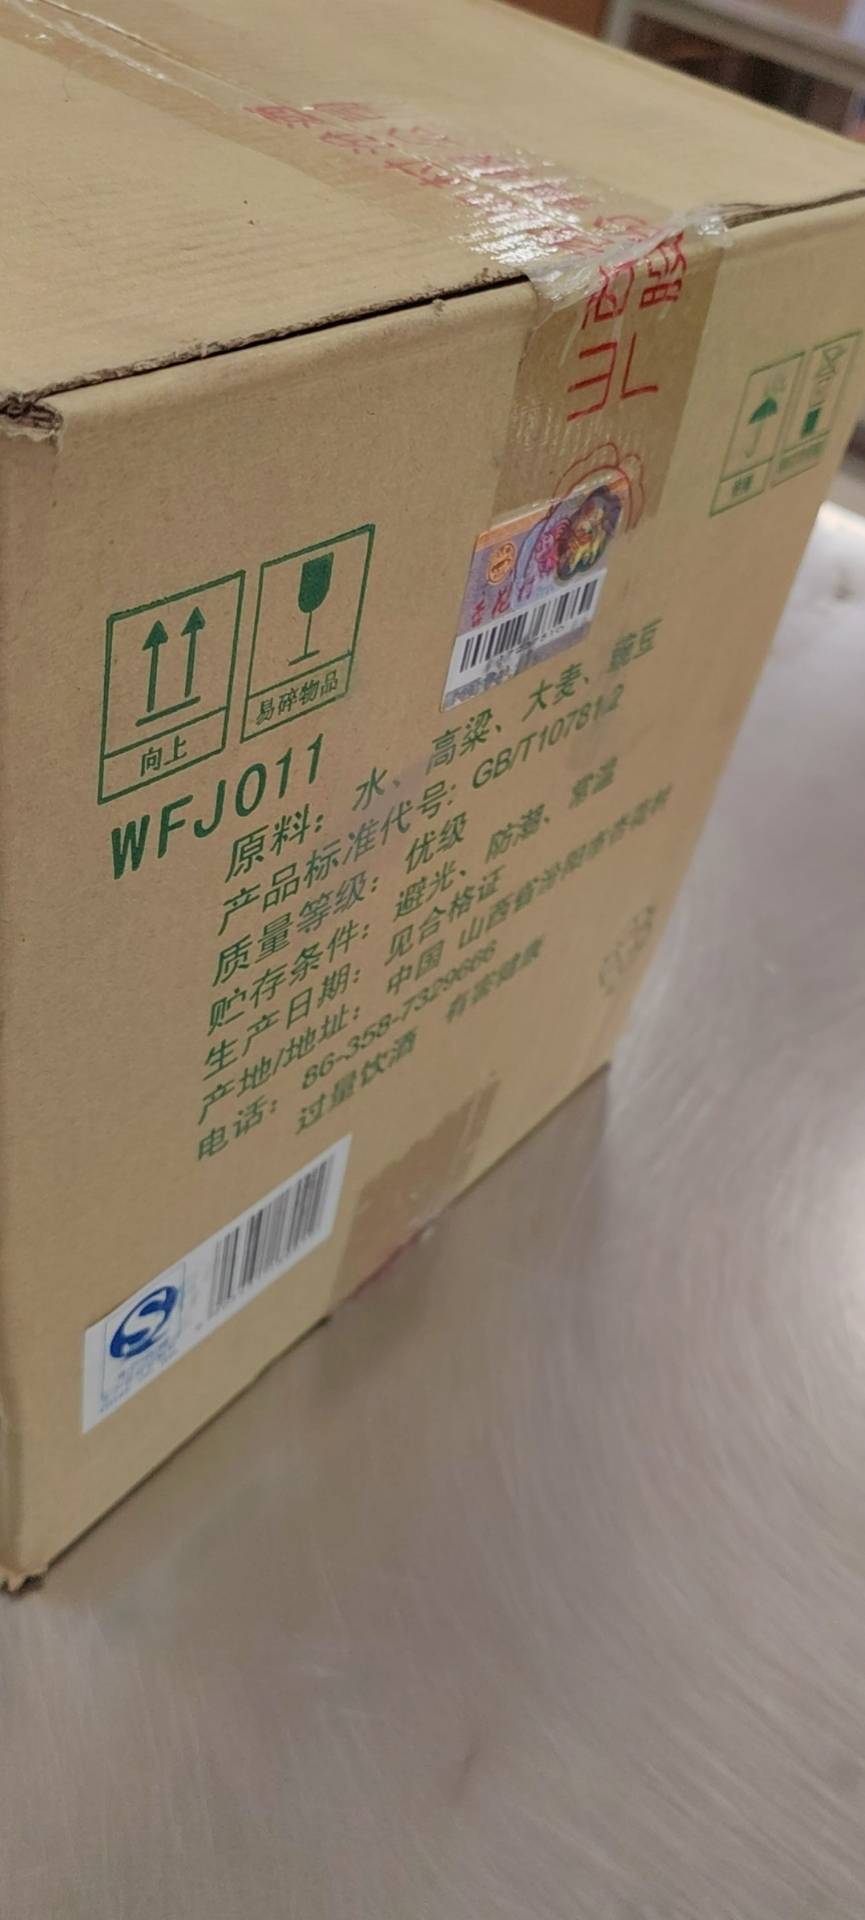 向上
易碎物品
杏花村
WFJ011
原料： 水、高粱、大麦、豌豆
产品标准代号： GB/T10781.2
质量等级： 优级
贮存条件： 避光、防潮、常温
生产日期： 见合格证
产地/地址： 中国 山西省汾阳市杏花村
电话： 86-358-7329666
过量饮酒 有害健康